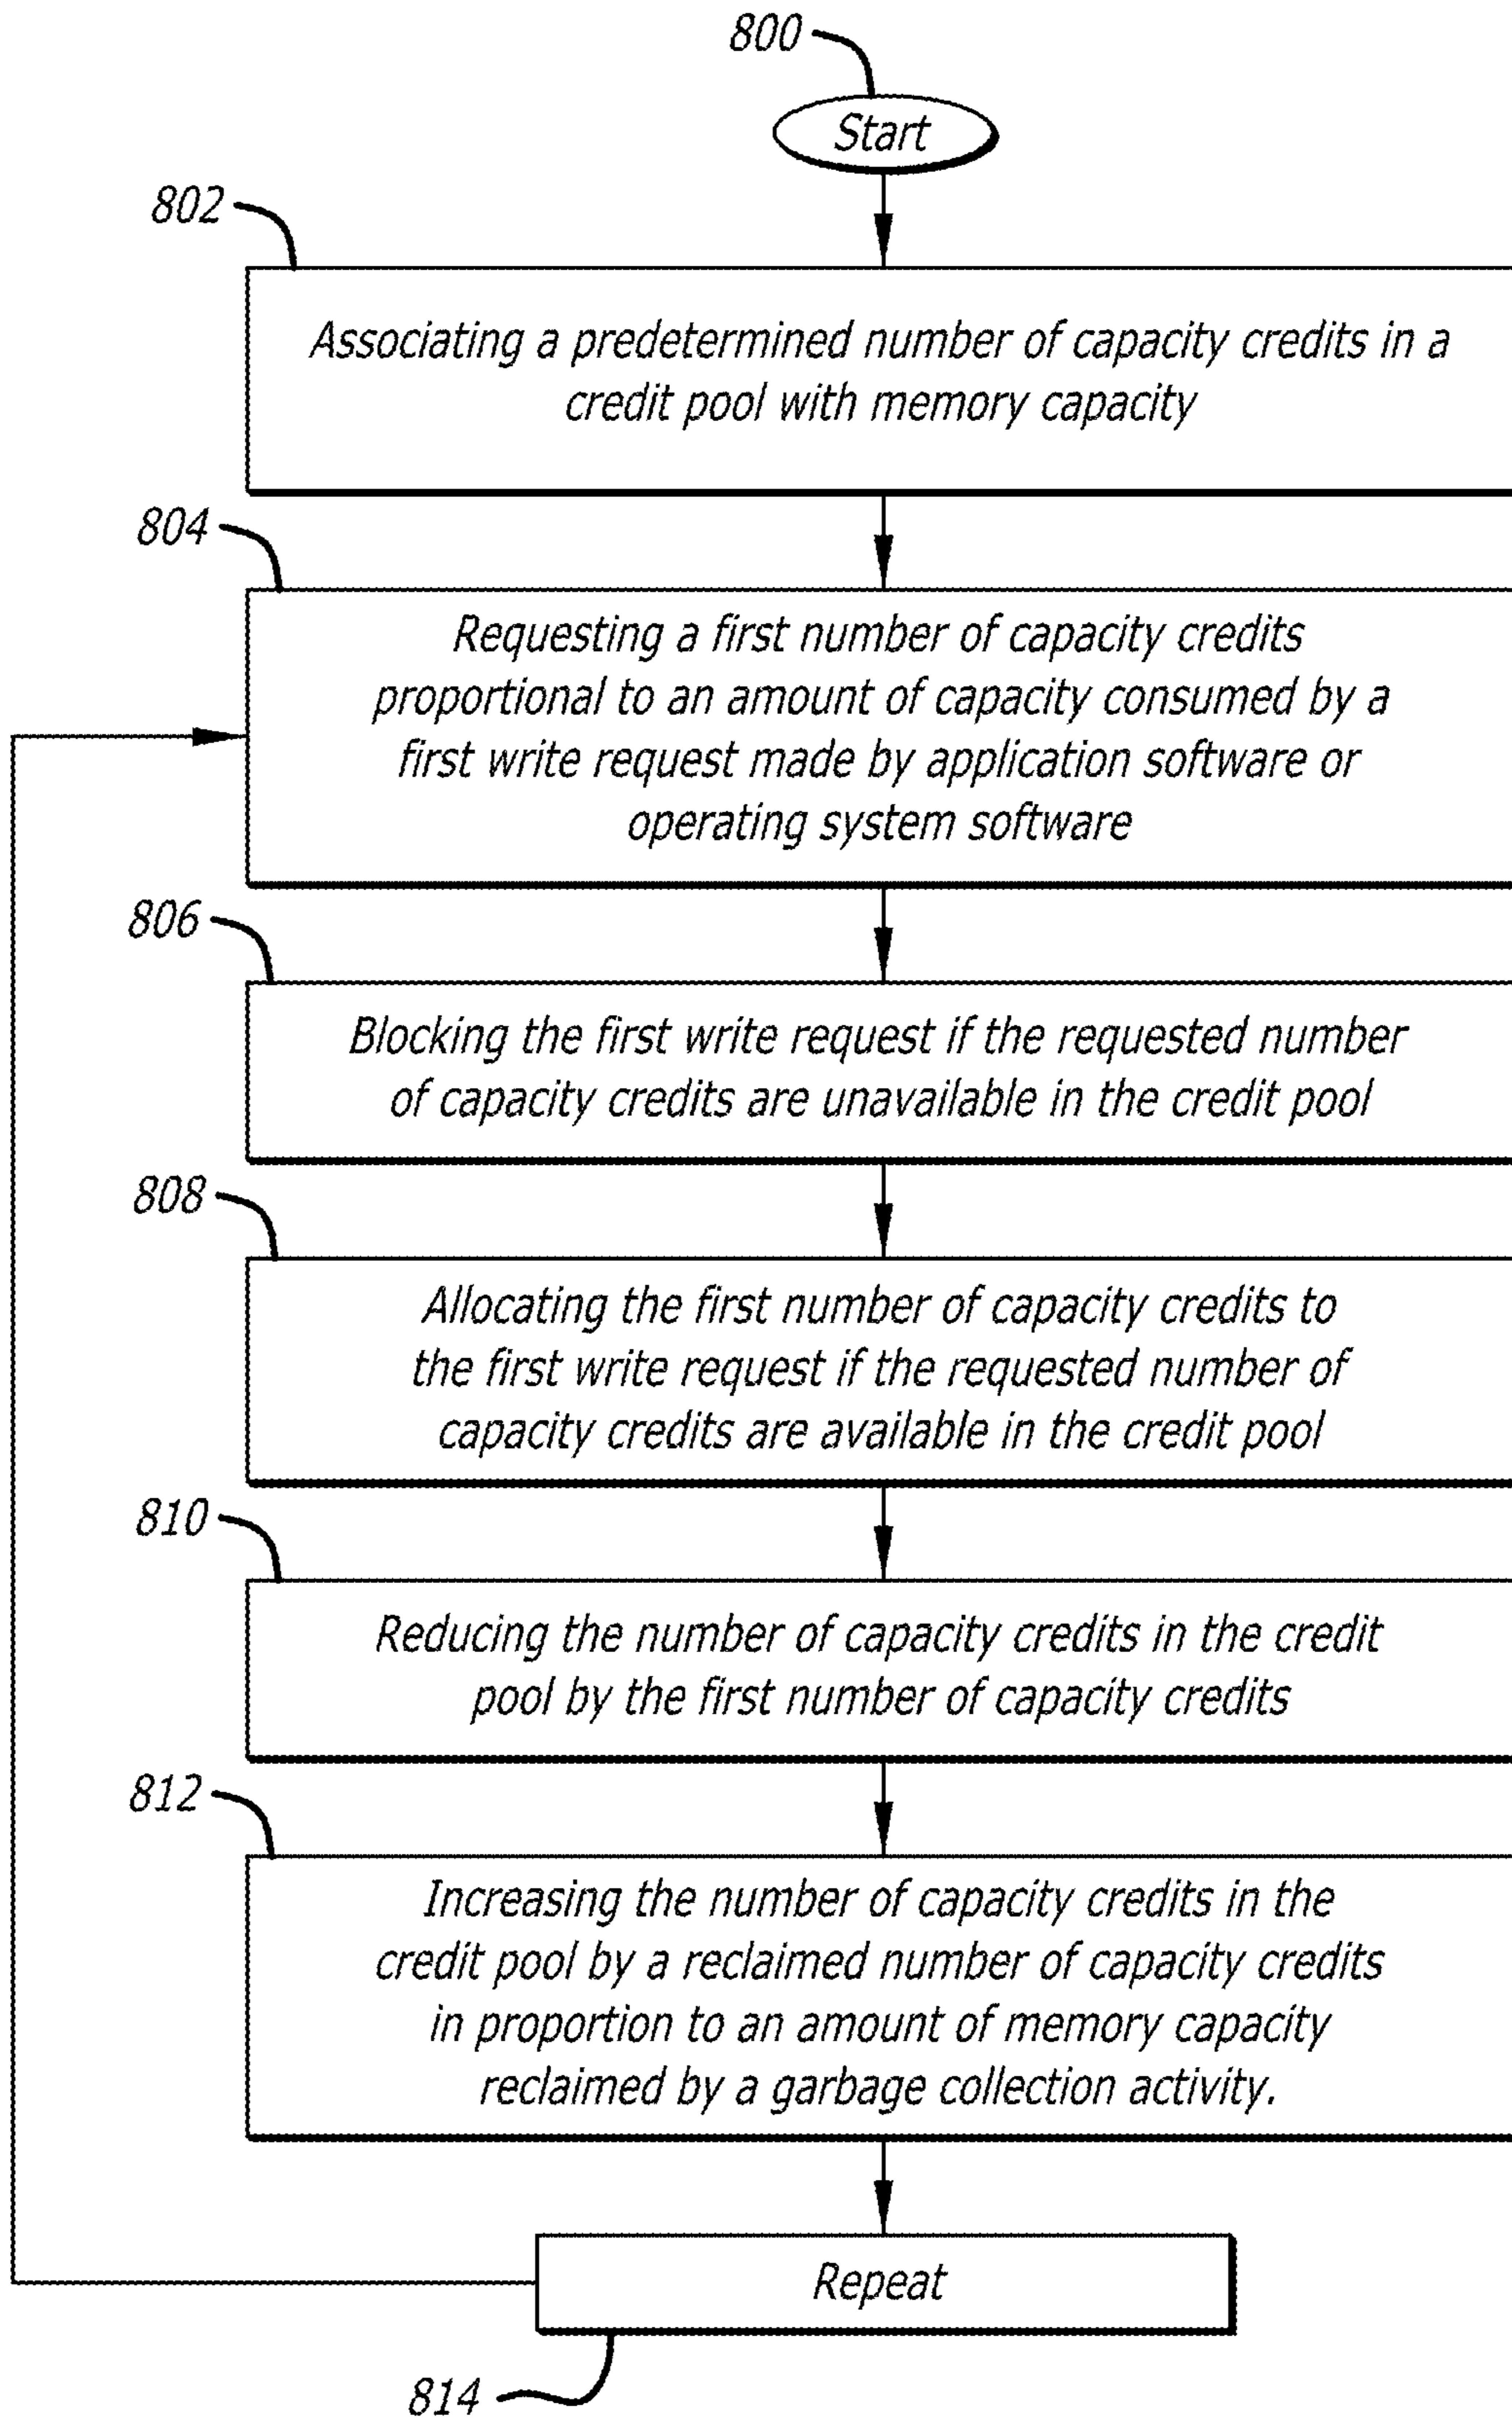 800
Start
802
Associating a predetermined number of capacity credits in a
credit pool with memory capacity
804
Requesting a first number of capacity credits
proportional to an amount of capacity consumed by a
first write request made by application software or
operating system software
806
Blocking the first write request if the requested number
of capacity credits are unavailable in the credit pool
808
Allocating the first number of capacity credits to
the first write request if the requested number of
capacity credits are available in the credit pool
810
Reducing the number of capacity credits in the credit
pool by the first number of capacity credits
812
Increasing the number of capacity credits in the
credit pool by a reclaimed number of capacity credits
in proportion to an amount of memory capacity
reclaimed by a garbage collection activity.
Repeat
814